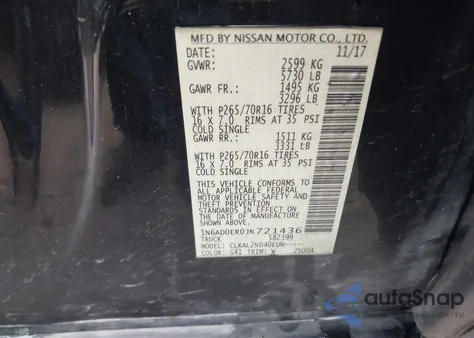 MFD BY NISSAN MOTOR CO., LTD.
DATE: 11/17
GVWR: 2599 KG
5730 LB
GAWR FR.: 1495 KG
3296 LB
WITH P265/70R16 TIRES
16 X 7.0 RIMS AT 35 PSI
COLD SINGLE
GAWR RR.: 1511 KG
3331 LB
WITH P265/70R16 TIRES
16 X 7.0 RIMS AT 35 PSI
COLD SINGLE
THIS VEHICLE CONFORMS TO
ALL APPLICABLE FEDERAL
MOTOR VEHICLE SAFETY AND
THEFT PREVENTION STANDARDS
IN EFFECT ON THE DATE OF
MANUFACTURE SHOWN ABOVE.
1N6AD0ER0JN721436
TRUCK 582399
MODEL:
COLOR: G41 TRIM: W 2500A
autoSnap